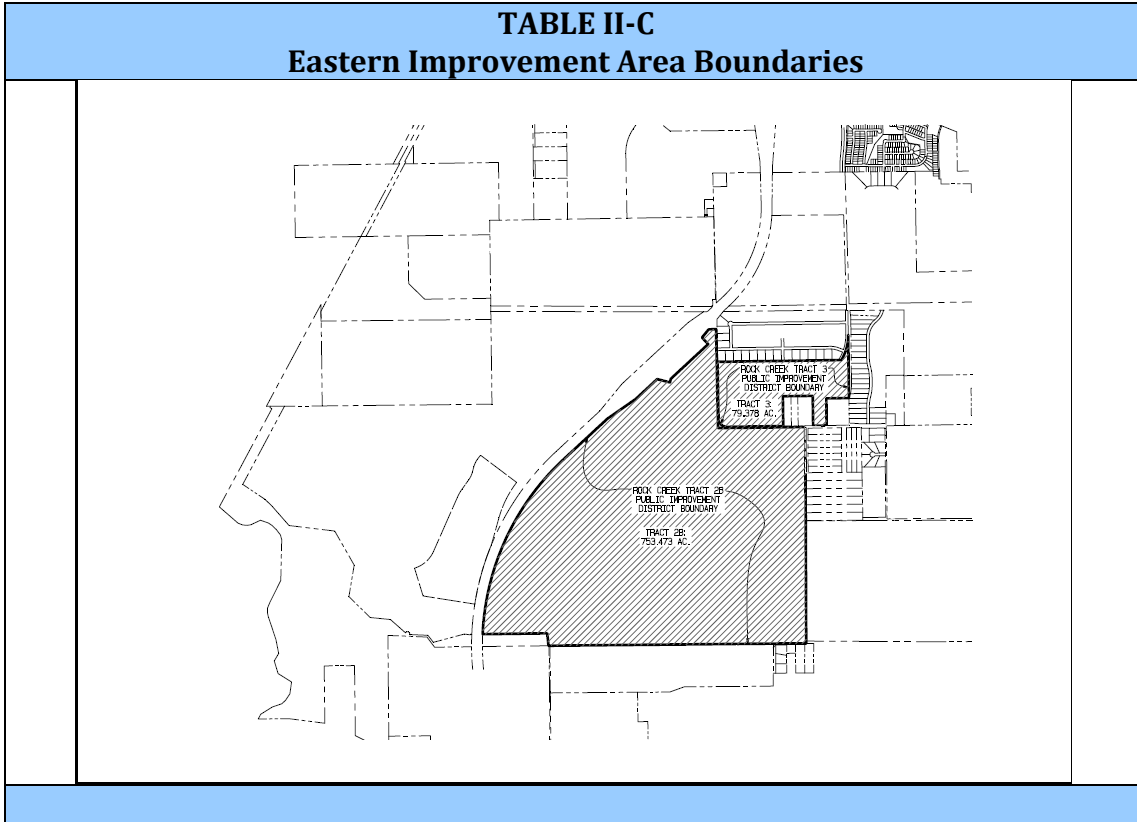 TABLE II-C
Eastern Improvement Area Boundaries
ROCK CREEK TRACT 3
PUBLIC IMPROVEMENT
DISTRICT BOUNDARY
TRACT 3:
79.378 AC.
ROCK CREEK TRACT 2B
PUBLIC IMPROVEMENT
DISTRICT BOUNDARY
TRACT 2B:
753.473 AC.